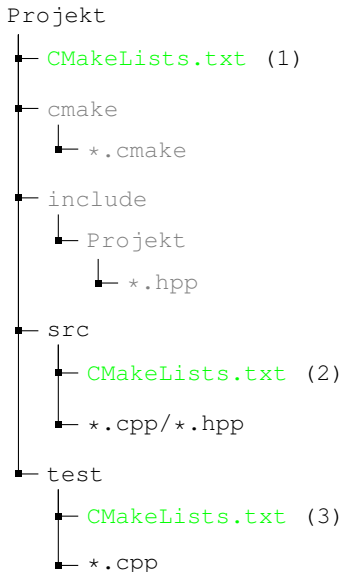 Projekt
CMakeLists.txt (1)
cmake
*.cmake
include
Projekt
*.hpp
src
CMakeLists.txt (2)
*.cpp/*.hpp
test
CMakeLists.txt (3)
*.cpp